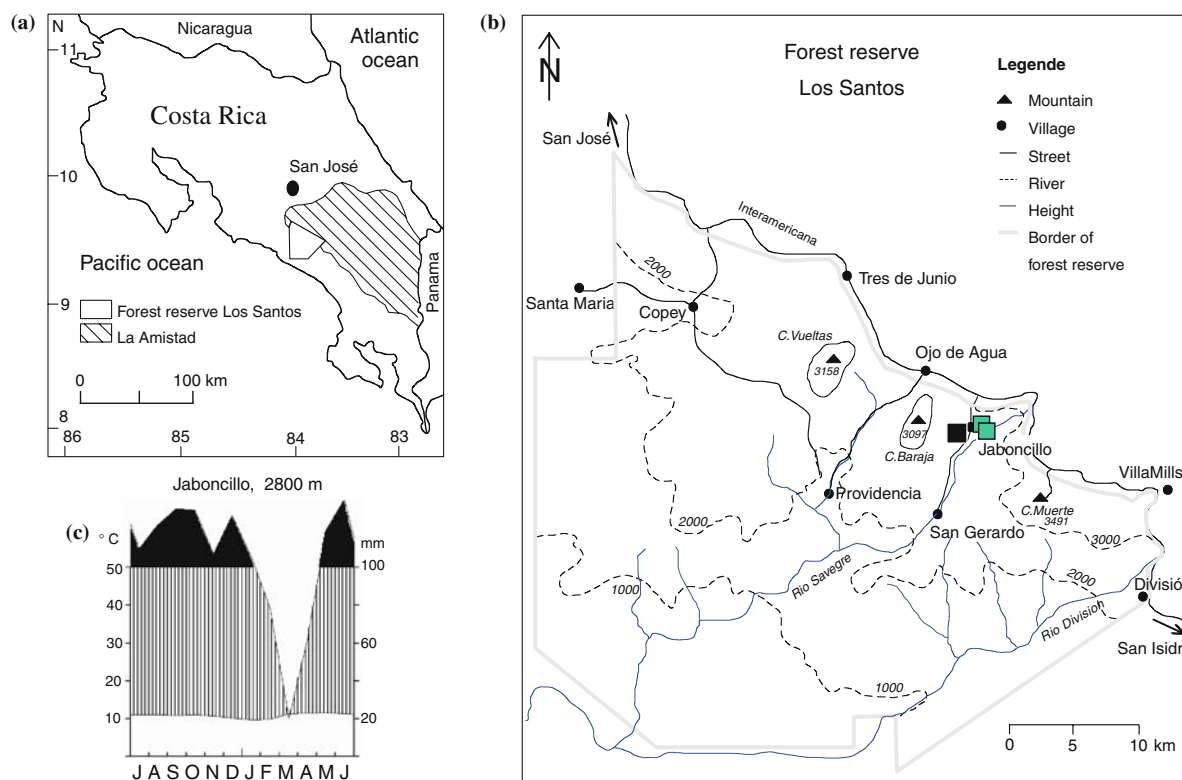 (a)
N
Nicaragua
Atlantic
ocean
11
Costa Rica
San José
10
Pacific ocean
Panama
9
Forest reserve Los Santos
La Amistad
0 100 km
8
86 85 84 83
(b)
N
Forest reserve
Los Santos
Legende
Mountain
Village
Street
River
Height
Border of
forest reserve
San José
Interamericana
2000
Tres de Junio
Santa Maria
Copey
C.Vueltas
3158
Ojo de Agua
3097
C.Baraja
Jaboncillo
VillaMills
Providencia
C.Muerte
3491
2000
San Gerardo
3000
1000
Rio Savegre
2000
Divisió
Rio Division
San Isidr
1000
0 5 10 km
(c)
Jaboncillo, 2800 m
°C
mm
50 100
40
30 60
20
10 20
J A S O N D J F M A M J